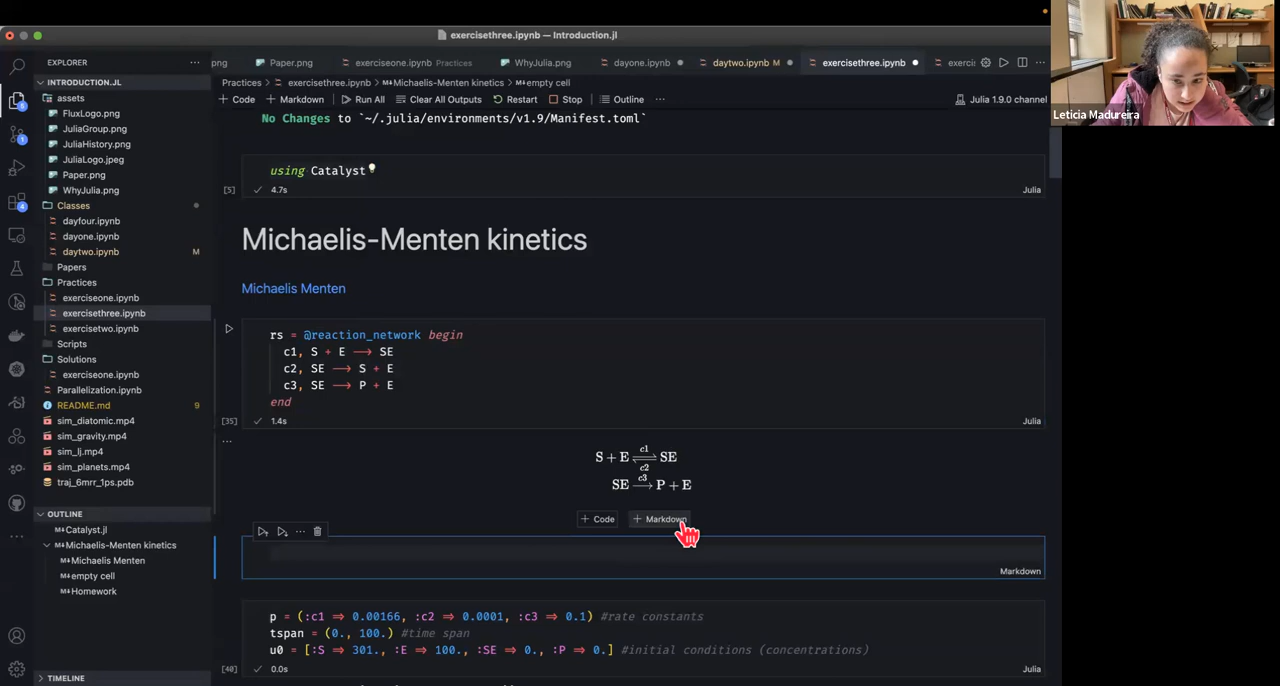 exercisethree.ipynb — Introduction.jl
EXPLORER
png
Paper.png
exerciseone.ipynb Practices
WhyJulia.png
dayone.ipynb
daytwo.ipynb M
exercisethree.ipynb
exerci
INTRODUCTION.JL
Practices > exercisethree.ipynb > Michaelis-Menten kinetics > empty cell
assets
+ Code + Markdown Run All Clear All Outputs Restart Stop Outline ... Julia 1.9.0 channel
FluxLogo.png
JuliaGroup.png
JuliaHistory.png
JuliaLogo.jpeg
Paper.png
WhyJulia.png
Classes
dayfour.ipynb
dayone.ipynb
daytwo.ipynb M
Papers
Practices
exerciseone.ipynb
exercisethree.ipynb
exercisetwo.ipynb
Scripts
Solutions
exerciseone.ipynb
Parallelization.ipynb
README.md 9
sim_diatomic.mp4
sim_gravity.mp4
sim_lj.mp4
sim_planets.mp4
traj_6mrr_1ps.pdb
OUTLINE
Catalyst.jl
Michaelis-Menten kinetics
Michaelis Menten
empty cell
Homework
TIMELINE
No Changes to `~/.julia/environments/v1.9/Manifest.toml`
using Catalyst
[5] 4.7s Julia
Michaelis-Menten kinetics
Michaelis Menten
rs = @reaction_network begin
c1, S + E --> SE
c2, SE --> S + E
c3, SE --> P + E
end
[35] 1.4s Julia
S + E ⇌ SE
c1
c2
SE → P + E
c3
+ Code + Markdown
Markdown
p = (:c1 => 0.00166, :c2 => 0.0001, :c3 => 0.1) #rate constants
tspan = (0., 100.) #time span
u0 = [:S => 301., :E => 100., :SE => 0., :P => 0.] #initial conditions (concentrations)
[40] 0.0s Julia
Leticia Madureira